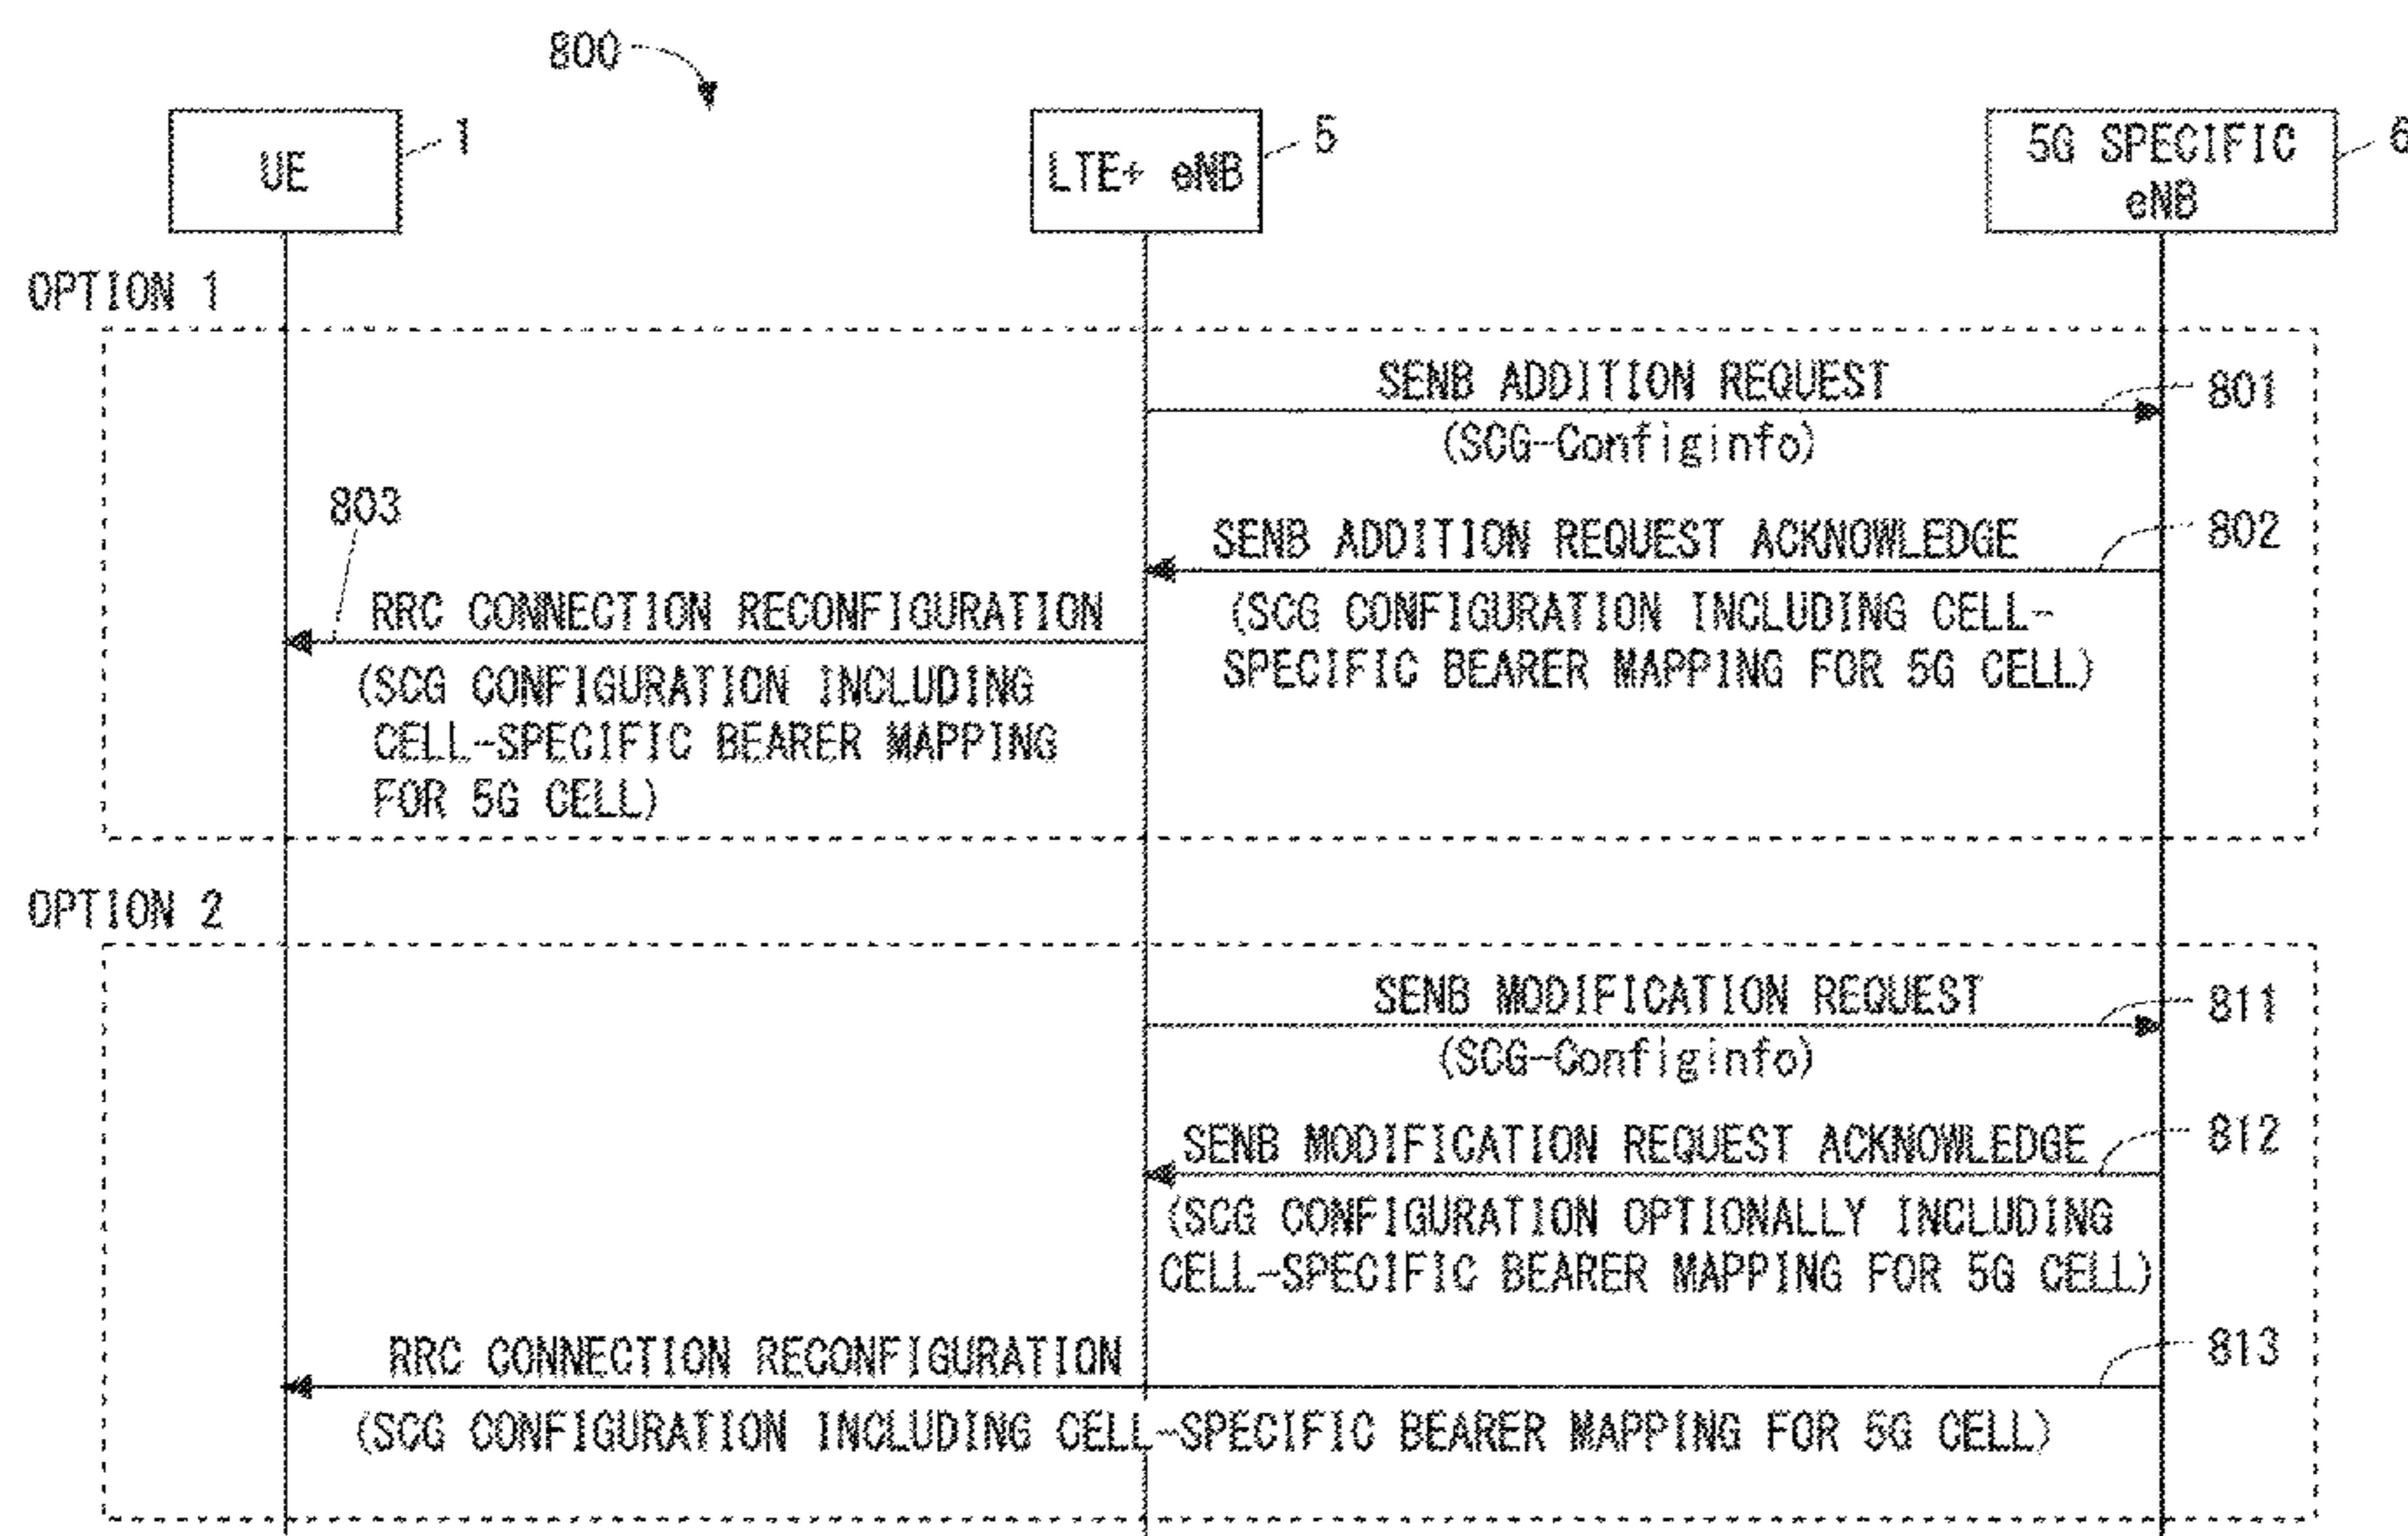 800
UE
1
LTE+ eNB
5
5G SPECIFIC
eNB
6
OPTION 1
SENB ADDITION REQUEST
801
(SCG-Configinfo)
803
SENB ADDITION REQUEST ACKNOWLEDGE
802
RRC CONNECTION RECONFIGURATION
(SCG CONFIGURATION INCLUDING CELL-
SPECIFIC BEARER MAPPING FOR 5G CELL)
(SCG CONFIGURATION INCLUDING
CELL-SPECIFIC BEARER MAPPING
FOR 5G CELL)
OPTION 2
SENB MODIFICATION REQUEST
811
(SCG-Configinfo)
SENB MODIFICATION REQUEST ACKNOWLEDGE
812
(SCG CONFIGURATION OPTIONALLY INCLUDING
CELL-SPECIFIC BEARER MAPPING FOR 5G CELL)
RRC CONNECTION RECONFIGURATION
813
(SCG CONFIGURATION INCLUDING CELL-SPECIFIC BEARER MAPPING FOR 5G CELL)